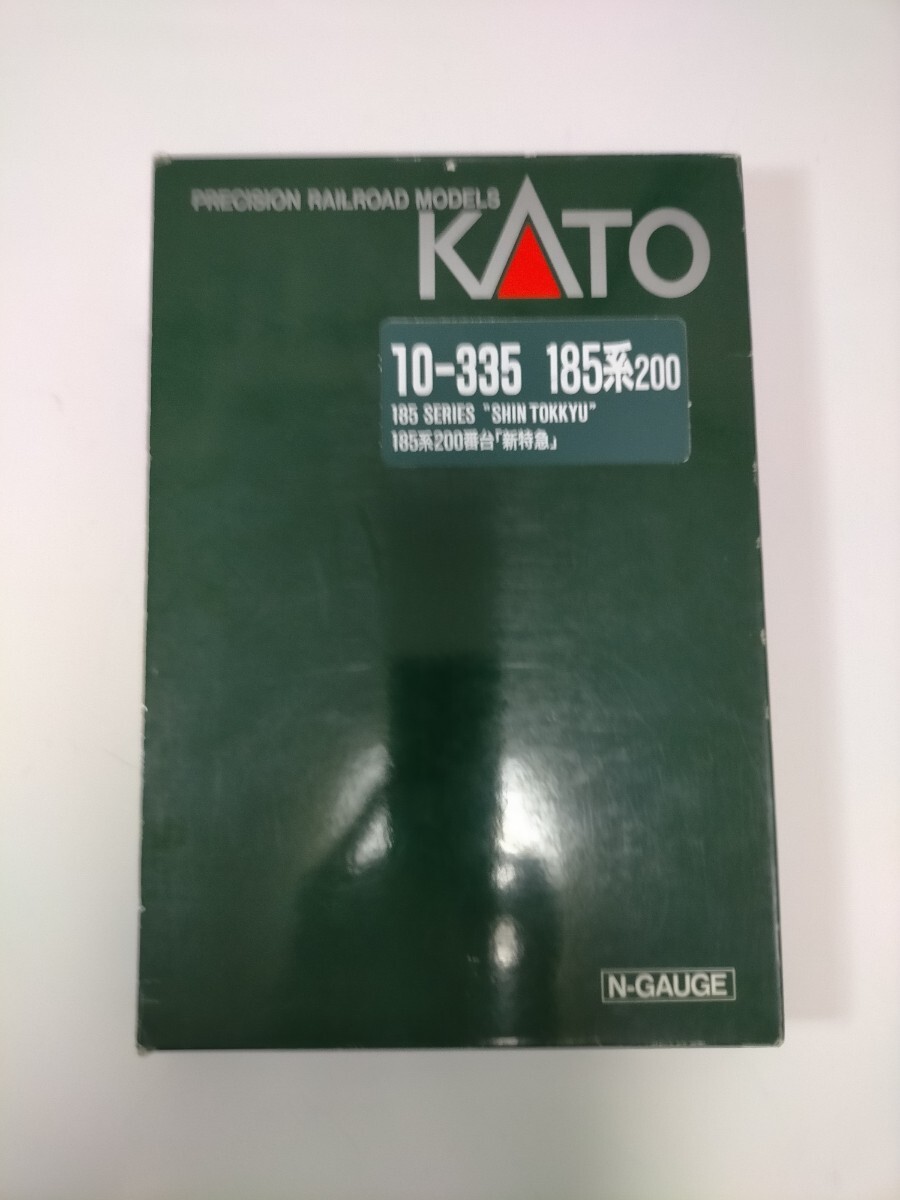 PRECISION RAILROAD MODELS
KATO
10-335 185系200
185 SERIES "SHIN TOKKYU"
185系200番台「新特急」
N-GAUGE